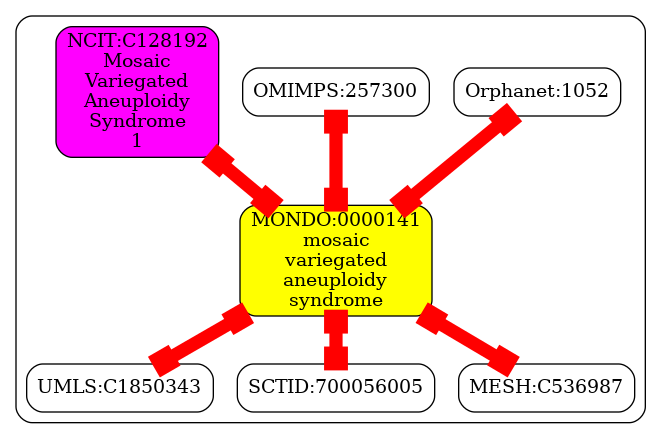 NCIT:C128192
Mosaic
Variegated
Aneuploidy
Syndrome
1
OMIMPS:257300
Orphanet:1052
MONDO:0000141
mosaic
variegated
aneuploidy
syndrome
UMLS:C1850343
SCTID:700056005
MESH:C536987